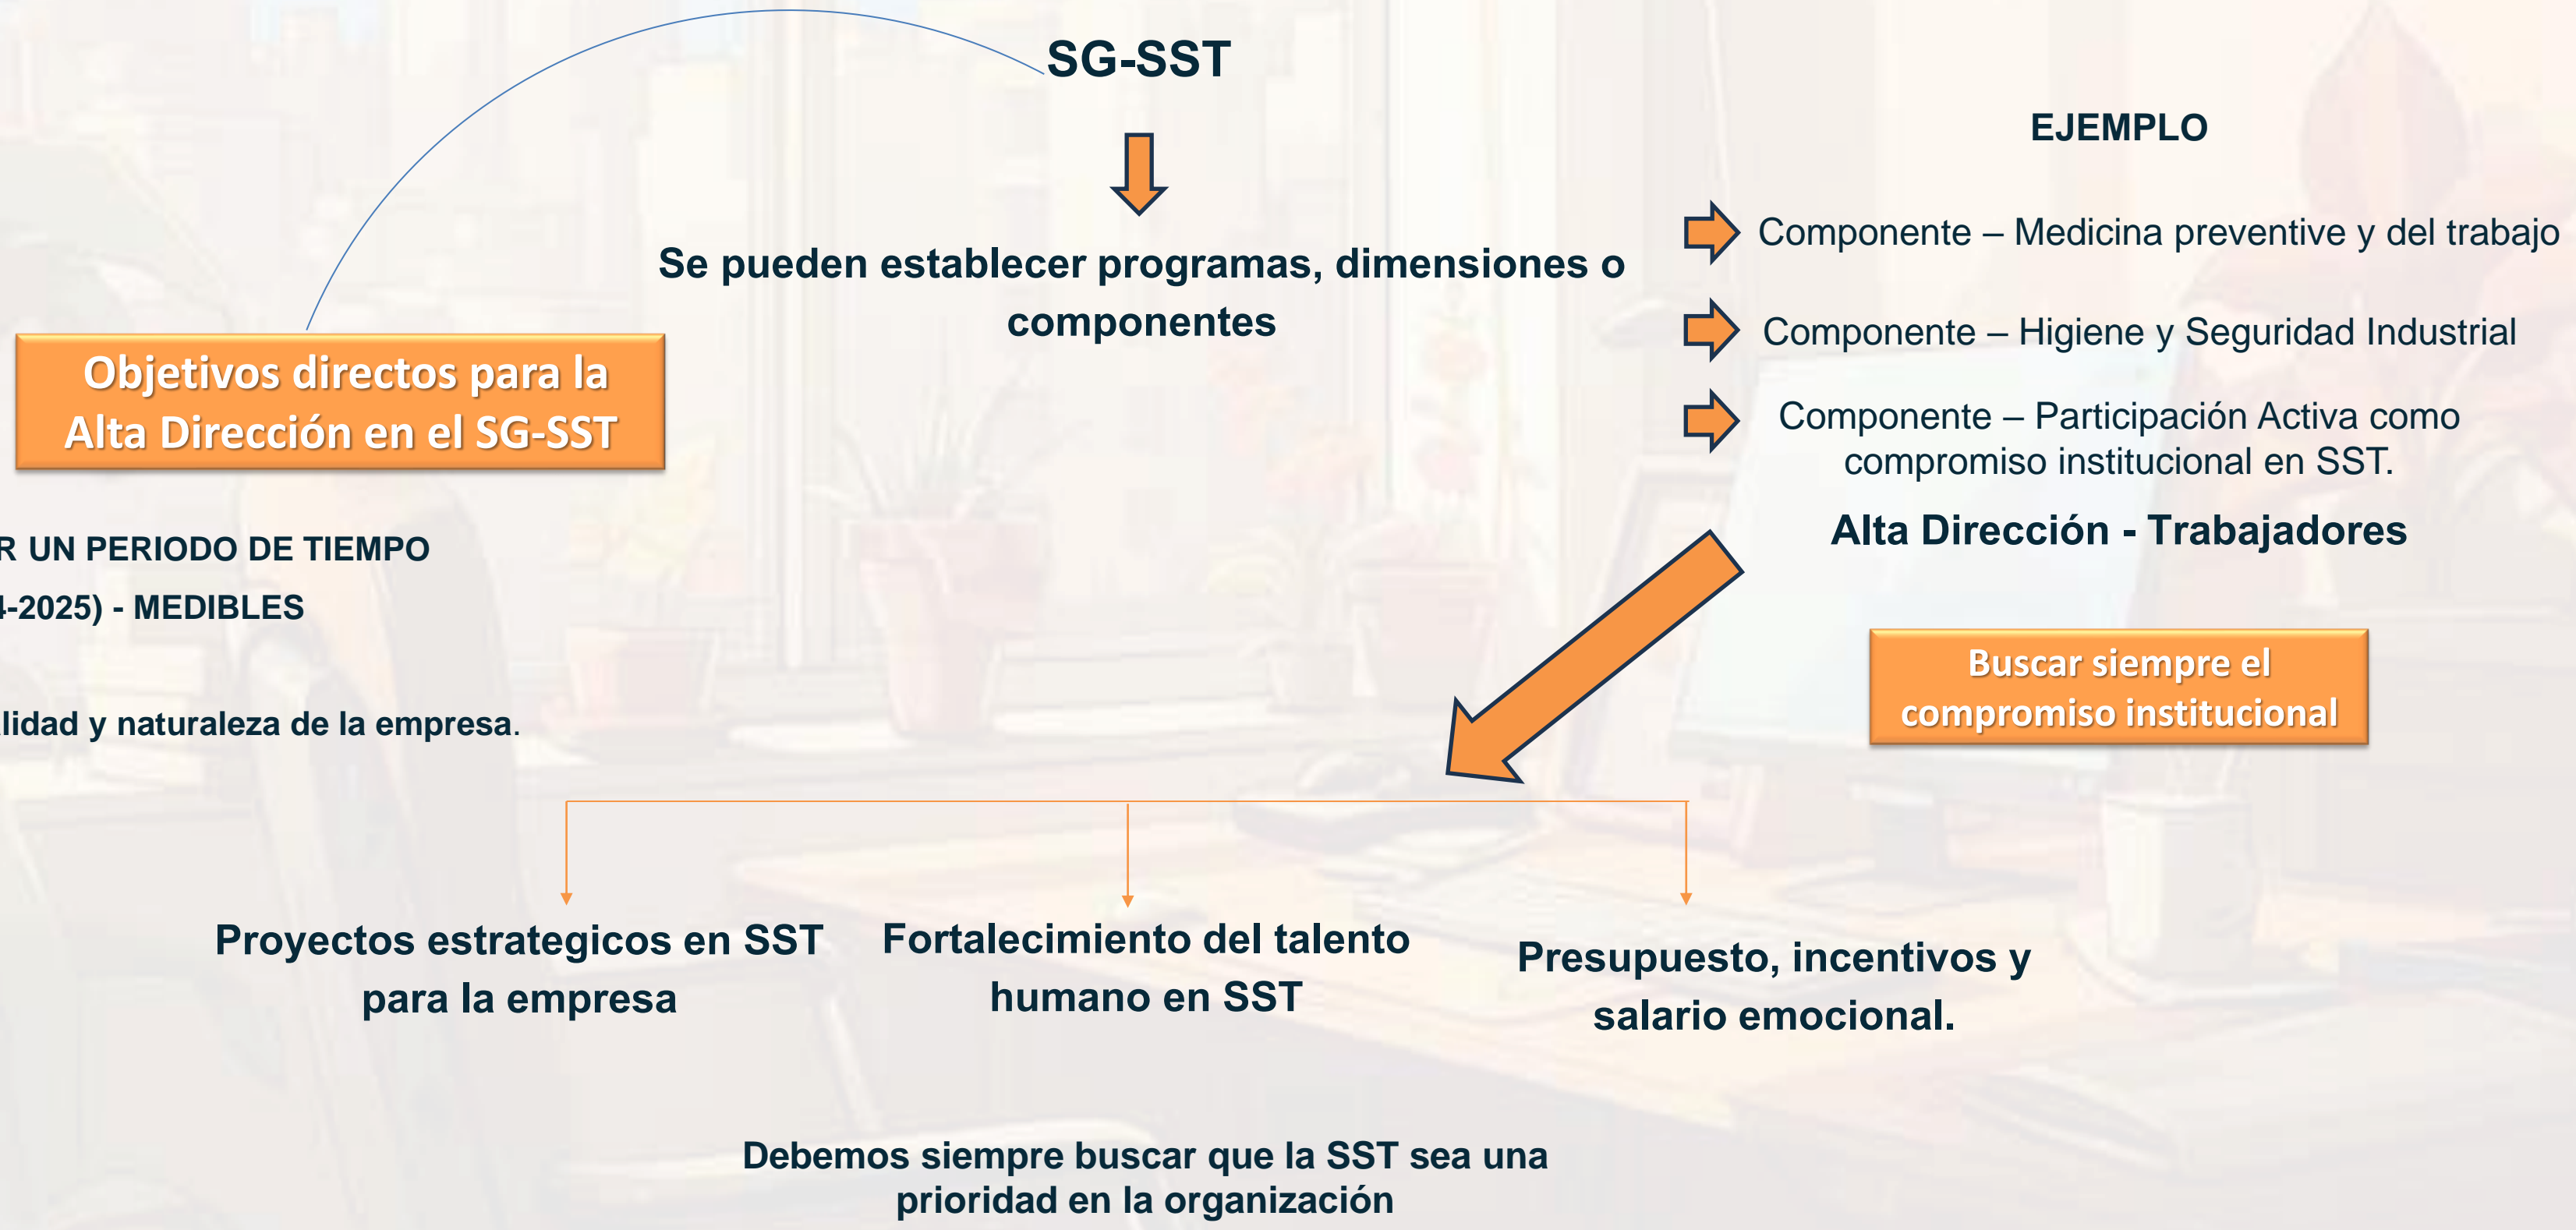 SG-SST
Se pueden establecer programas, dimensiones o
componentes
Objetivos directos para la
Alta Dirección en el SG-SST
UN PERIODO DE TIEMPO
-2025) - MEDIBLES
y naturaleza de la empresa.
EJEMPLO
Componente – Medicina preventive y del trabajo
Componente – Higiene y Seguridad Industrial
Componente – Participación Activa como
compromiso institucional en SST.
Alta Dirección - Trabajadores
Buscar siempre el
compromiso institucional
Proyectos estrategicos en SST
para la empresa
Fortalecimiento del talento
humano en SST
Presupuesto, incentivos y
salario emocional.
Debemos siempre buscar que la SST sea una
prioridad en la organización